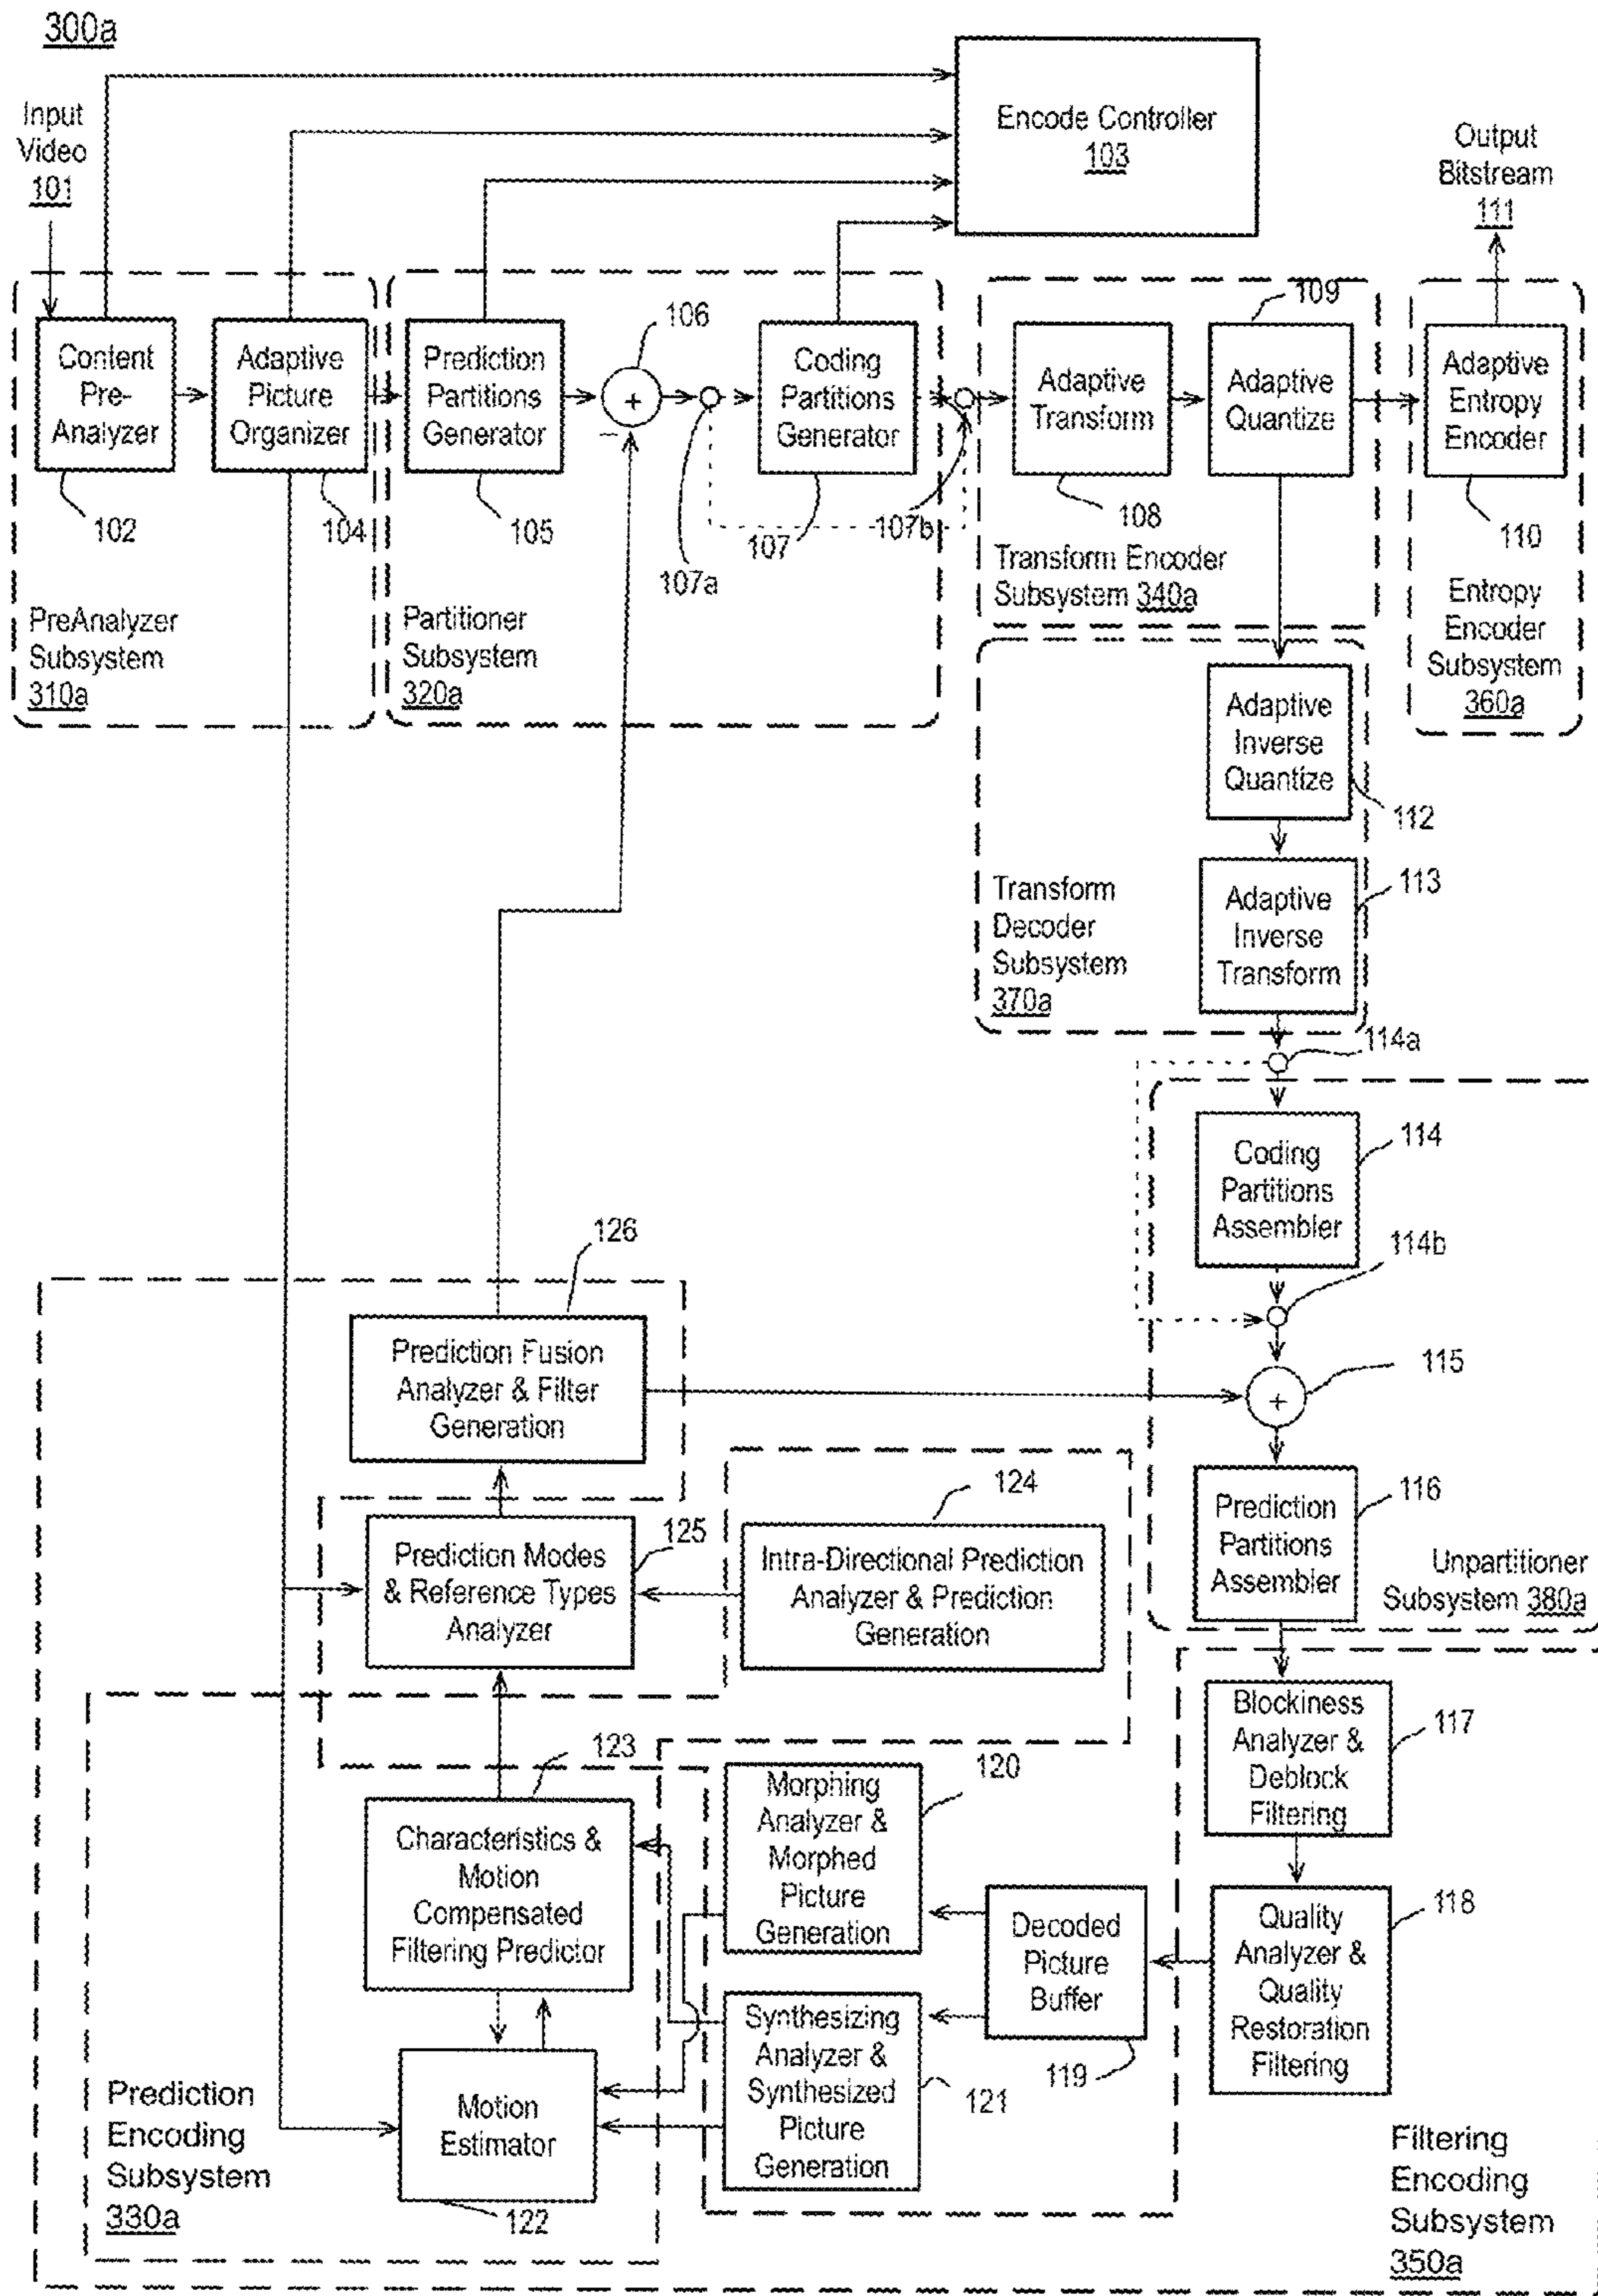 300a
Input
Video
101
Encode Controller
103
Output
Bitstream
111
Content
Pre-
Analyzer
102
Adaptive
Picture
Organizer
104
PreAnalyzer
Subsystem
310a
Prediction
Partitions
Generator
105
106
+
–
107a
Coding
Partitions
Generator
107
107b
Partitioner
Subsystem
320a
Adaptive
Transform
108
109
Adaptive
Quantize
Transform Encoder
Subsystem 340a
Adaptive
Entropy
Encoder
110
Entropy
Encoder
Subsystem
360a
Adaptive
Inverse
Quantize
112
Adaptive
Inverse
Transform
113
Transform
Decoder
Subsystem
370a
114a
Coding
Partitions
Assembler
114
114b
+
115
Prediction
Partitions
Assembler
116
Unpartitioner
Subsystem 380a
126
Prediction Fusion
Analyzer & Filter
Generation
Prediction Modes
& Reference Types
Analyzer
125
124
Intra-Directional Prediction
Analyzer & Prediction
Generation
Blockiness
Analyzer &
Deblock
Filtering
117
Quality
Analyzer &
Quality
Restoration
Filtering
118
123
Characteristics &
Motion
Compensated
Filtering Predictor
Morphing
Analyzer &
Morphed
Picture
Generation
120
Decoded
Picture
Buffer
119
Synthesizing
Analyzer &
Synthesized
Picture
Generation
121
Motion
Estimator
122
Prediction
Encoding
Subsystem
330a
Filtering
Encoding
Subsystem
350a